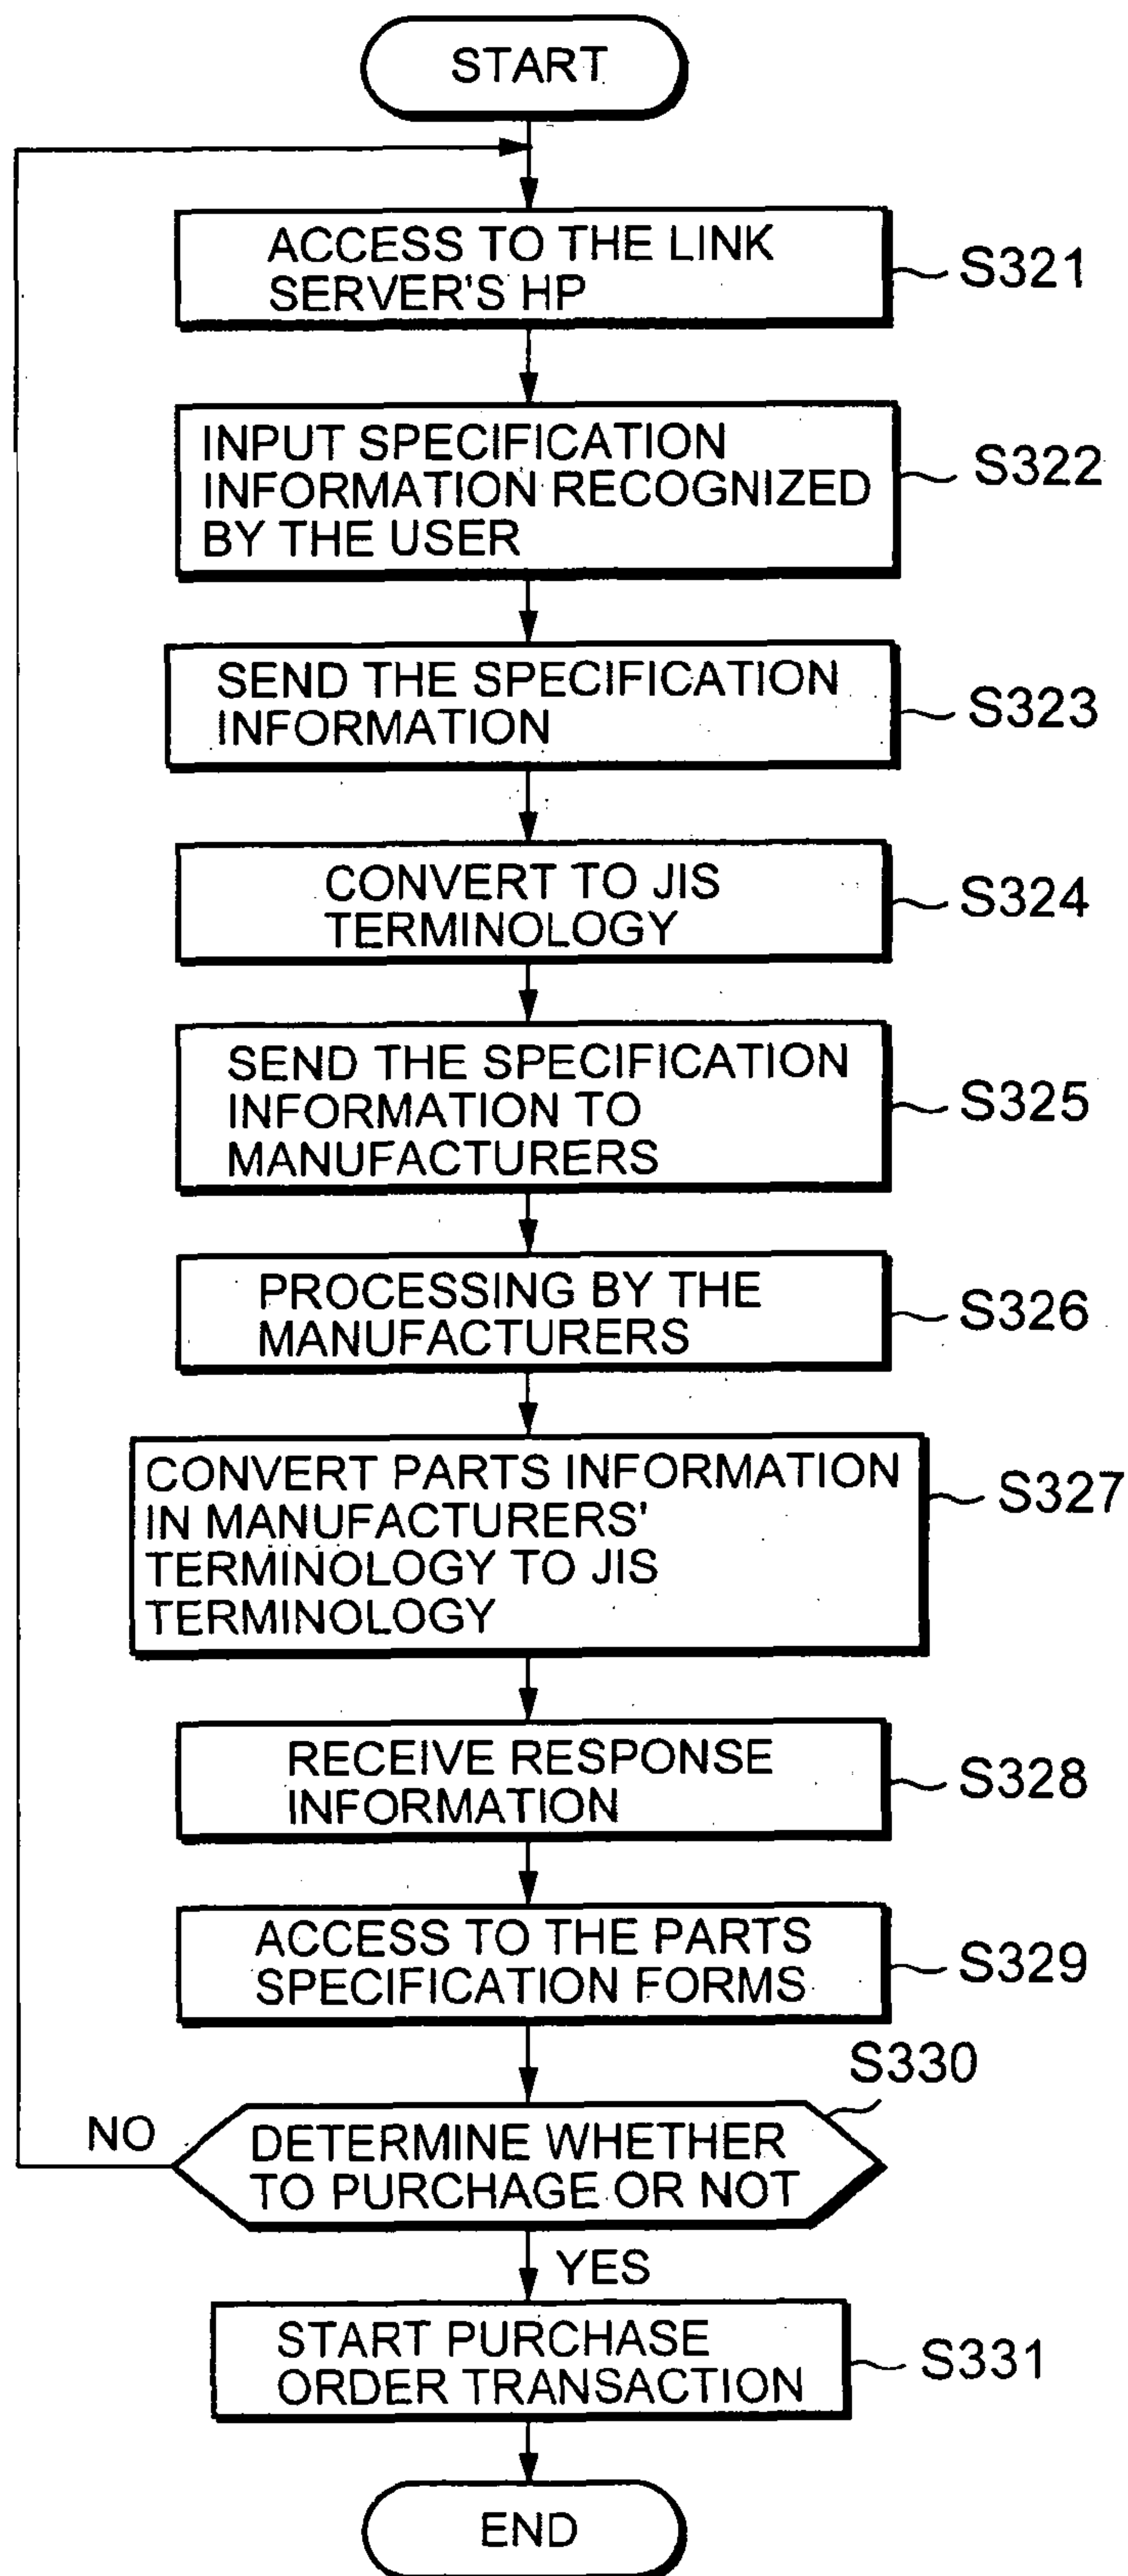 START
ACCESS TO THE LINK
SERVER'S HP
S321
INPUT SPECIFICATION
INFORMATION RECOGNIZED
BY THE USER
S322
SEND THE SPECIFICATION
INFORMATION
S323
CONVERT TO JIS
TERMINOLOGY
S324
SEND THE SPECIFICATION
INFORMATION TO
MANUFACTURERS
S325
PROCESSING BY THE
MANUFACTURERS
S326
CONVERT PARTS INFORMATION
IN MANUFACTURERS'
TERMINOLOGY TO JIS
TERMINOLOGY
S327
RECEIVE RESPONSE
INFORMATION
S328
ACCESS TO THE PARTS
SPECIFICATION FORMS
S329
S330
NO
DETERMINE WHETHER
TO PURCHAGE OR NOT
YES
START PURCHASE
ORDER TRANSACTION
S331
END